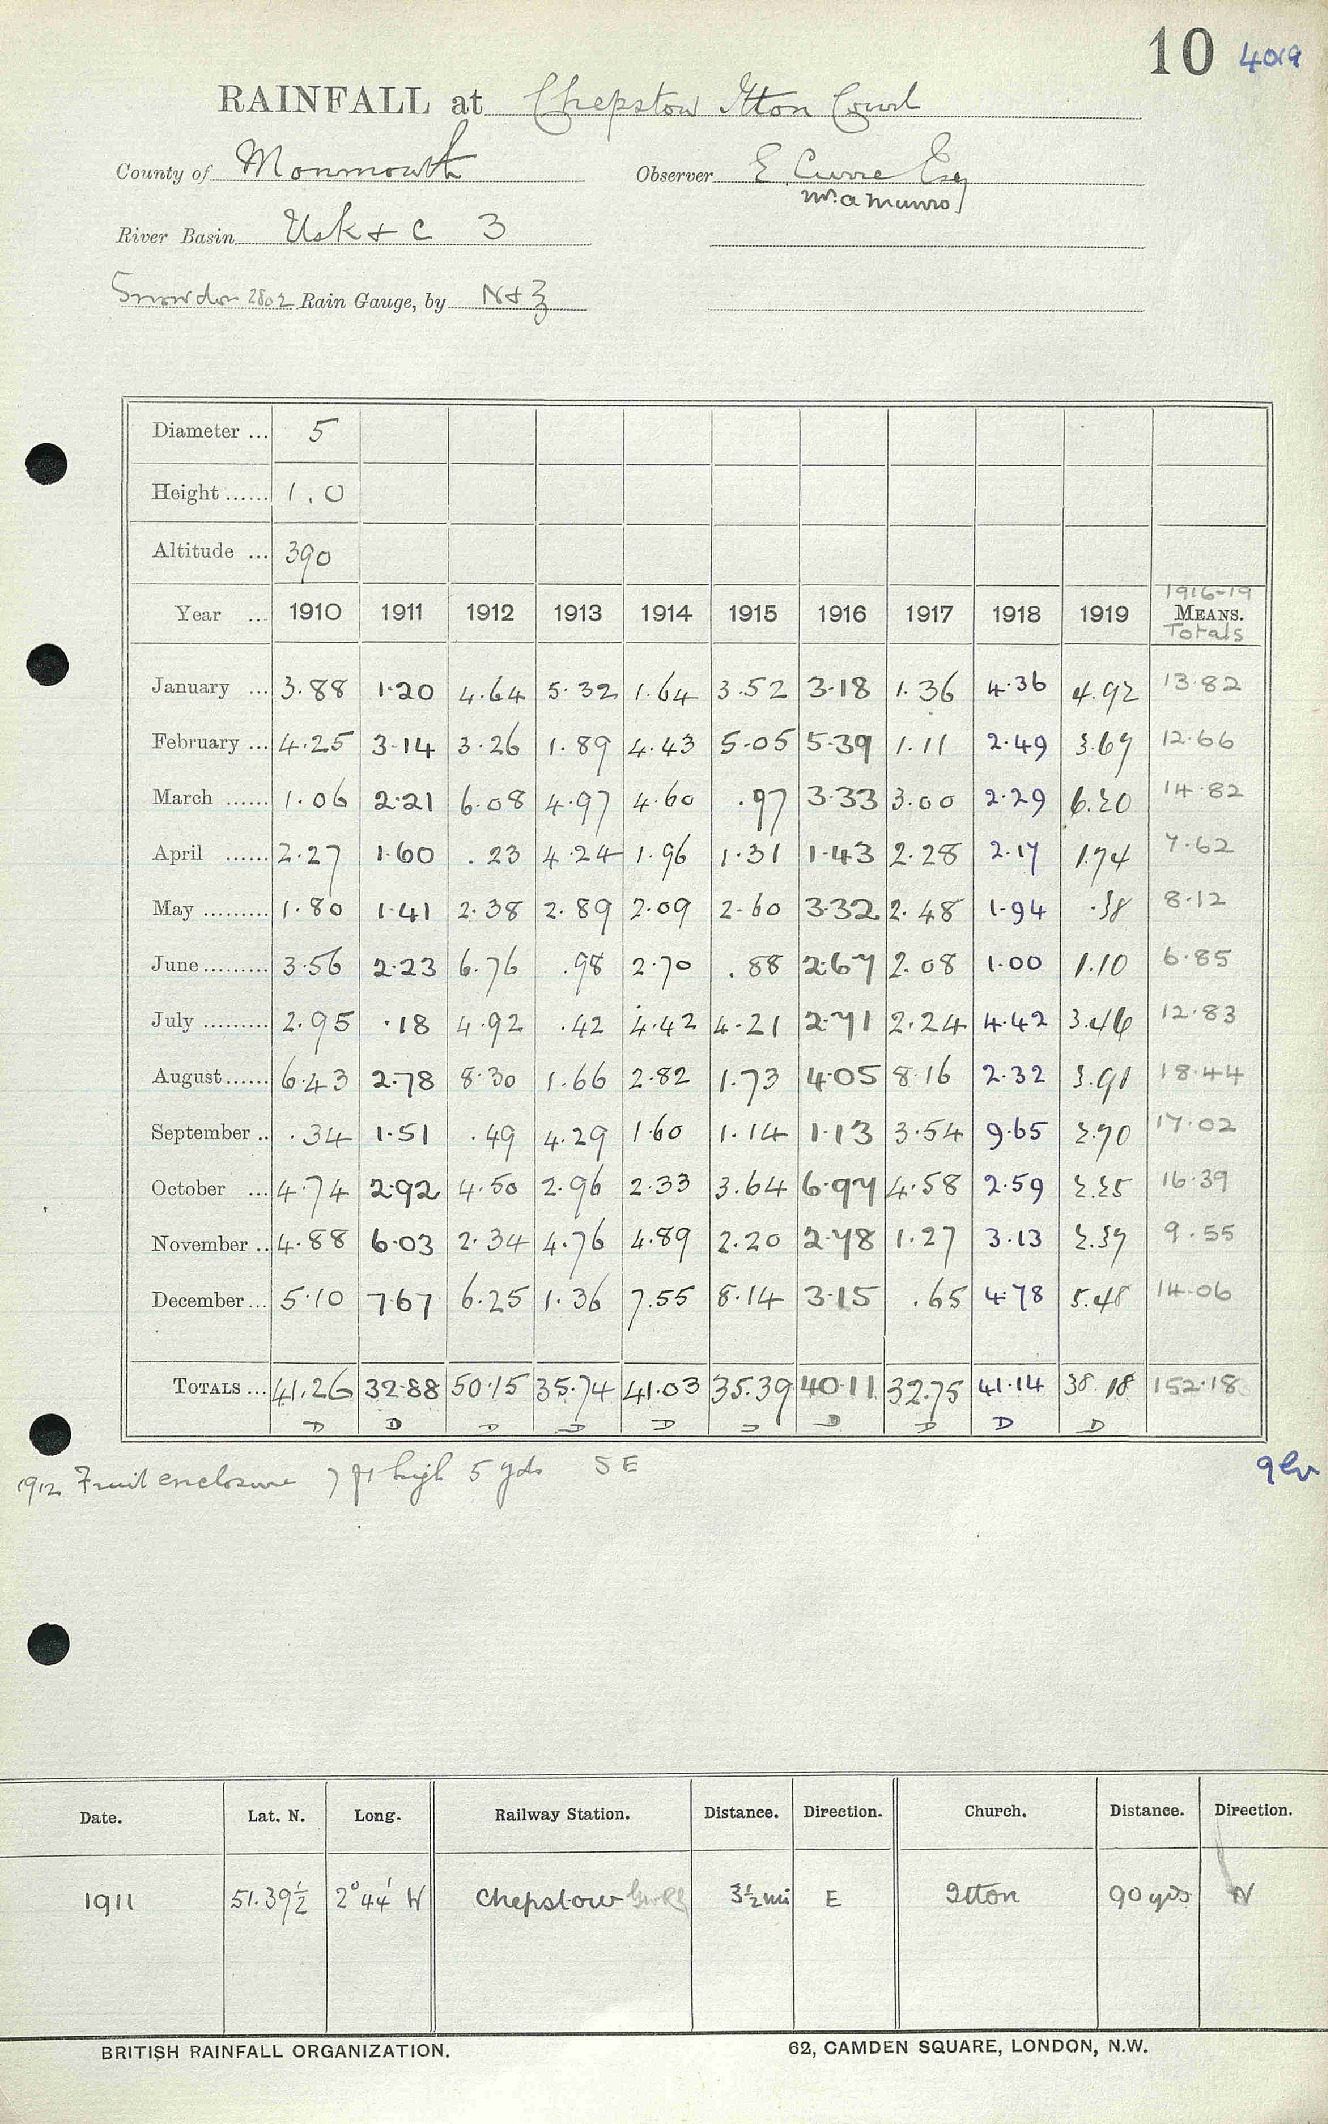 10 4019
RAINFALL at Chepstow Itton Court
County of Monmouth Observer E. Curre Esq
Mr. A Munro
River Basin Usk & C 3
Snowdon 2802 Rain Gauge, by N & Z
Diameter ... 5
Height ...... 1.0
Altitude ... 390
1916-19
Year ... 1910 1911 1912 1913 1914 1915 1916 1917 1918 1919 MEANS.
Totals
January ... 3.88 1.20 4.64 5.32 1.64 3.52 3.18 1.36 4.36 4.92 13.82
February ... 4.25 3.14 3.26 1.89 4.43 5.05 5.39 1.11 2.49 3.67 12.66
March ...... 1.06 2.21 6.08 4.97 4.60 .97 3.33 3.00 2.29 6.20 14.82
April ...... 2.27 1.60 .23 4.24 1.96 1.31 1.43 2.28 2.17 1.74 7.62
May ......... 1.80 1.41 2.38 2.89 2.09 2.60 3.32 2.48 1.94 .38 8.12
June ......... 3.56 2.23 6.76 .98 2.70 .88 2.67 2.08 1.00 1.10 6.85
July ......... 2.95 .18 4.92 .42 4.42 4.21 2.71 2.24 4.42 3.46 12.83
August ...... 6.43 2.78 8.30 1.66 2.82 1.73 4.05 8.16 2.32 3.91 18.44
September .. .34 1.51 .49 4.29 1.60 1.14 1.13 3.54 9.65 2.70 17.02
October ... 4.74 2.92 4.50 2.96 2.33 3.64 6.97 4.58 2.59 2.25 16.39
November .. 4.88 6.03 2.34 4.76 4.89 2.20 2.78 1.27 3.13 2.37 9.55
December ... 5.10 7.67 6.25 1.36 7.55 8.14 3.15 .65 4.78 5.48 14.06
TOTALS ... 41.26 32.88 50.15 35.74 41.03 35.39 40.11 32.75 41.14 38.18 152.18
D D D D D D D D D D
1912 Fruit enclosure 7 ft high 5 yds SE
Date. Lat. N. Long. Railway Station. Distance. Direction. Church. Distance. Direction.
1911 51.39½ 2°44' W Chepstow 3½ mi E Itton 90 yds N
BRITISH RAINFALL ORGANIZATION. 62, CAMDEN SQUARE, LONDON, N.W.